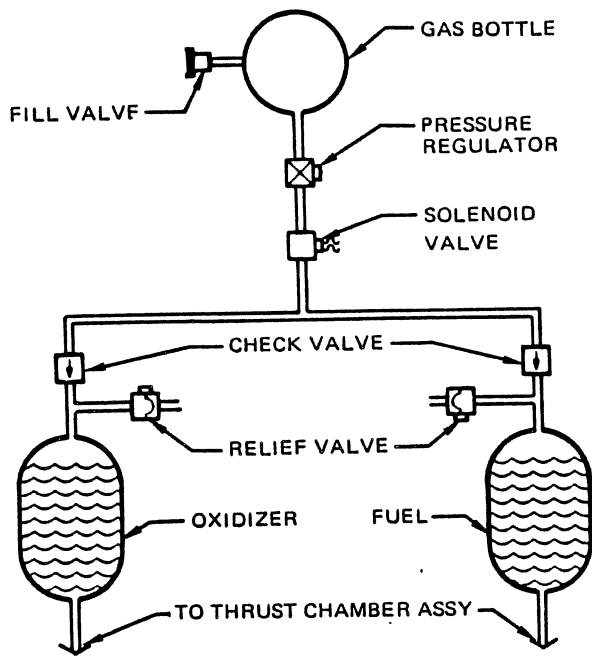 GAS BOTTLE
FILL VALVF
PRESSURE
REGULATOR
SOLENOID
VALVE
CHECK VALVE
RELIEF VALVE
OXIDIZER
FUEL
TO THRUST CHAMBER ASSY